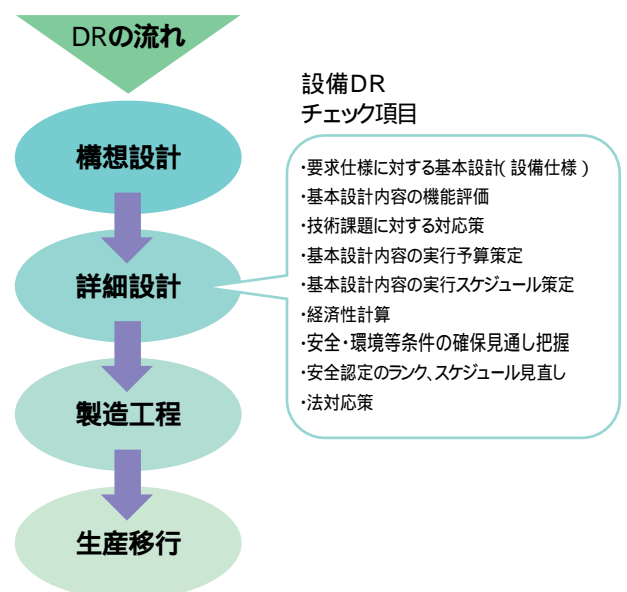 DRの流れ
構想設計
詳細設計
製造工程
生産移行
設備DR
チェック項目
・要求仕様に対する基本設計(設備仕様)
・基本設計内容の機能評価
・技術課題に対する対応策
・基本設計内容の実行予算策定
・基本設計内容の実行スケジュール策定
・経済性計算
・安全・環境等条件の確保見通し把握
・安全認定のランク、スケジュール見直し
・法対応策